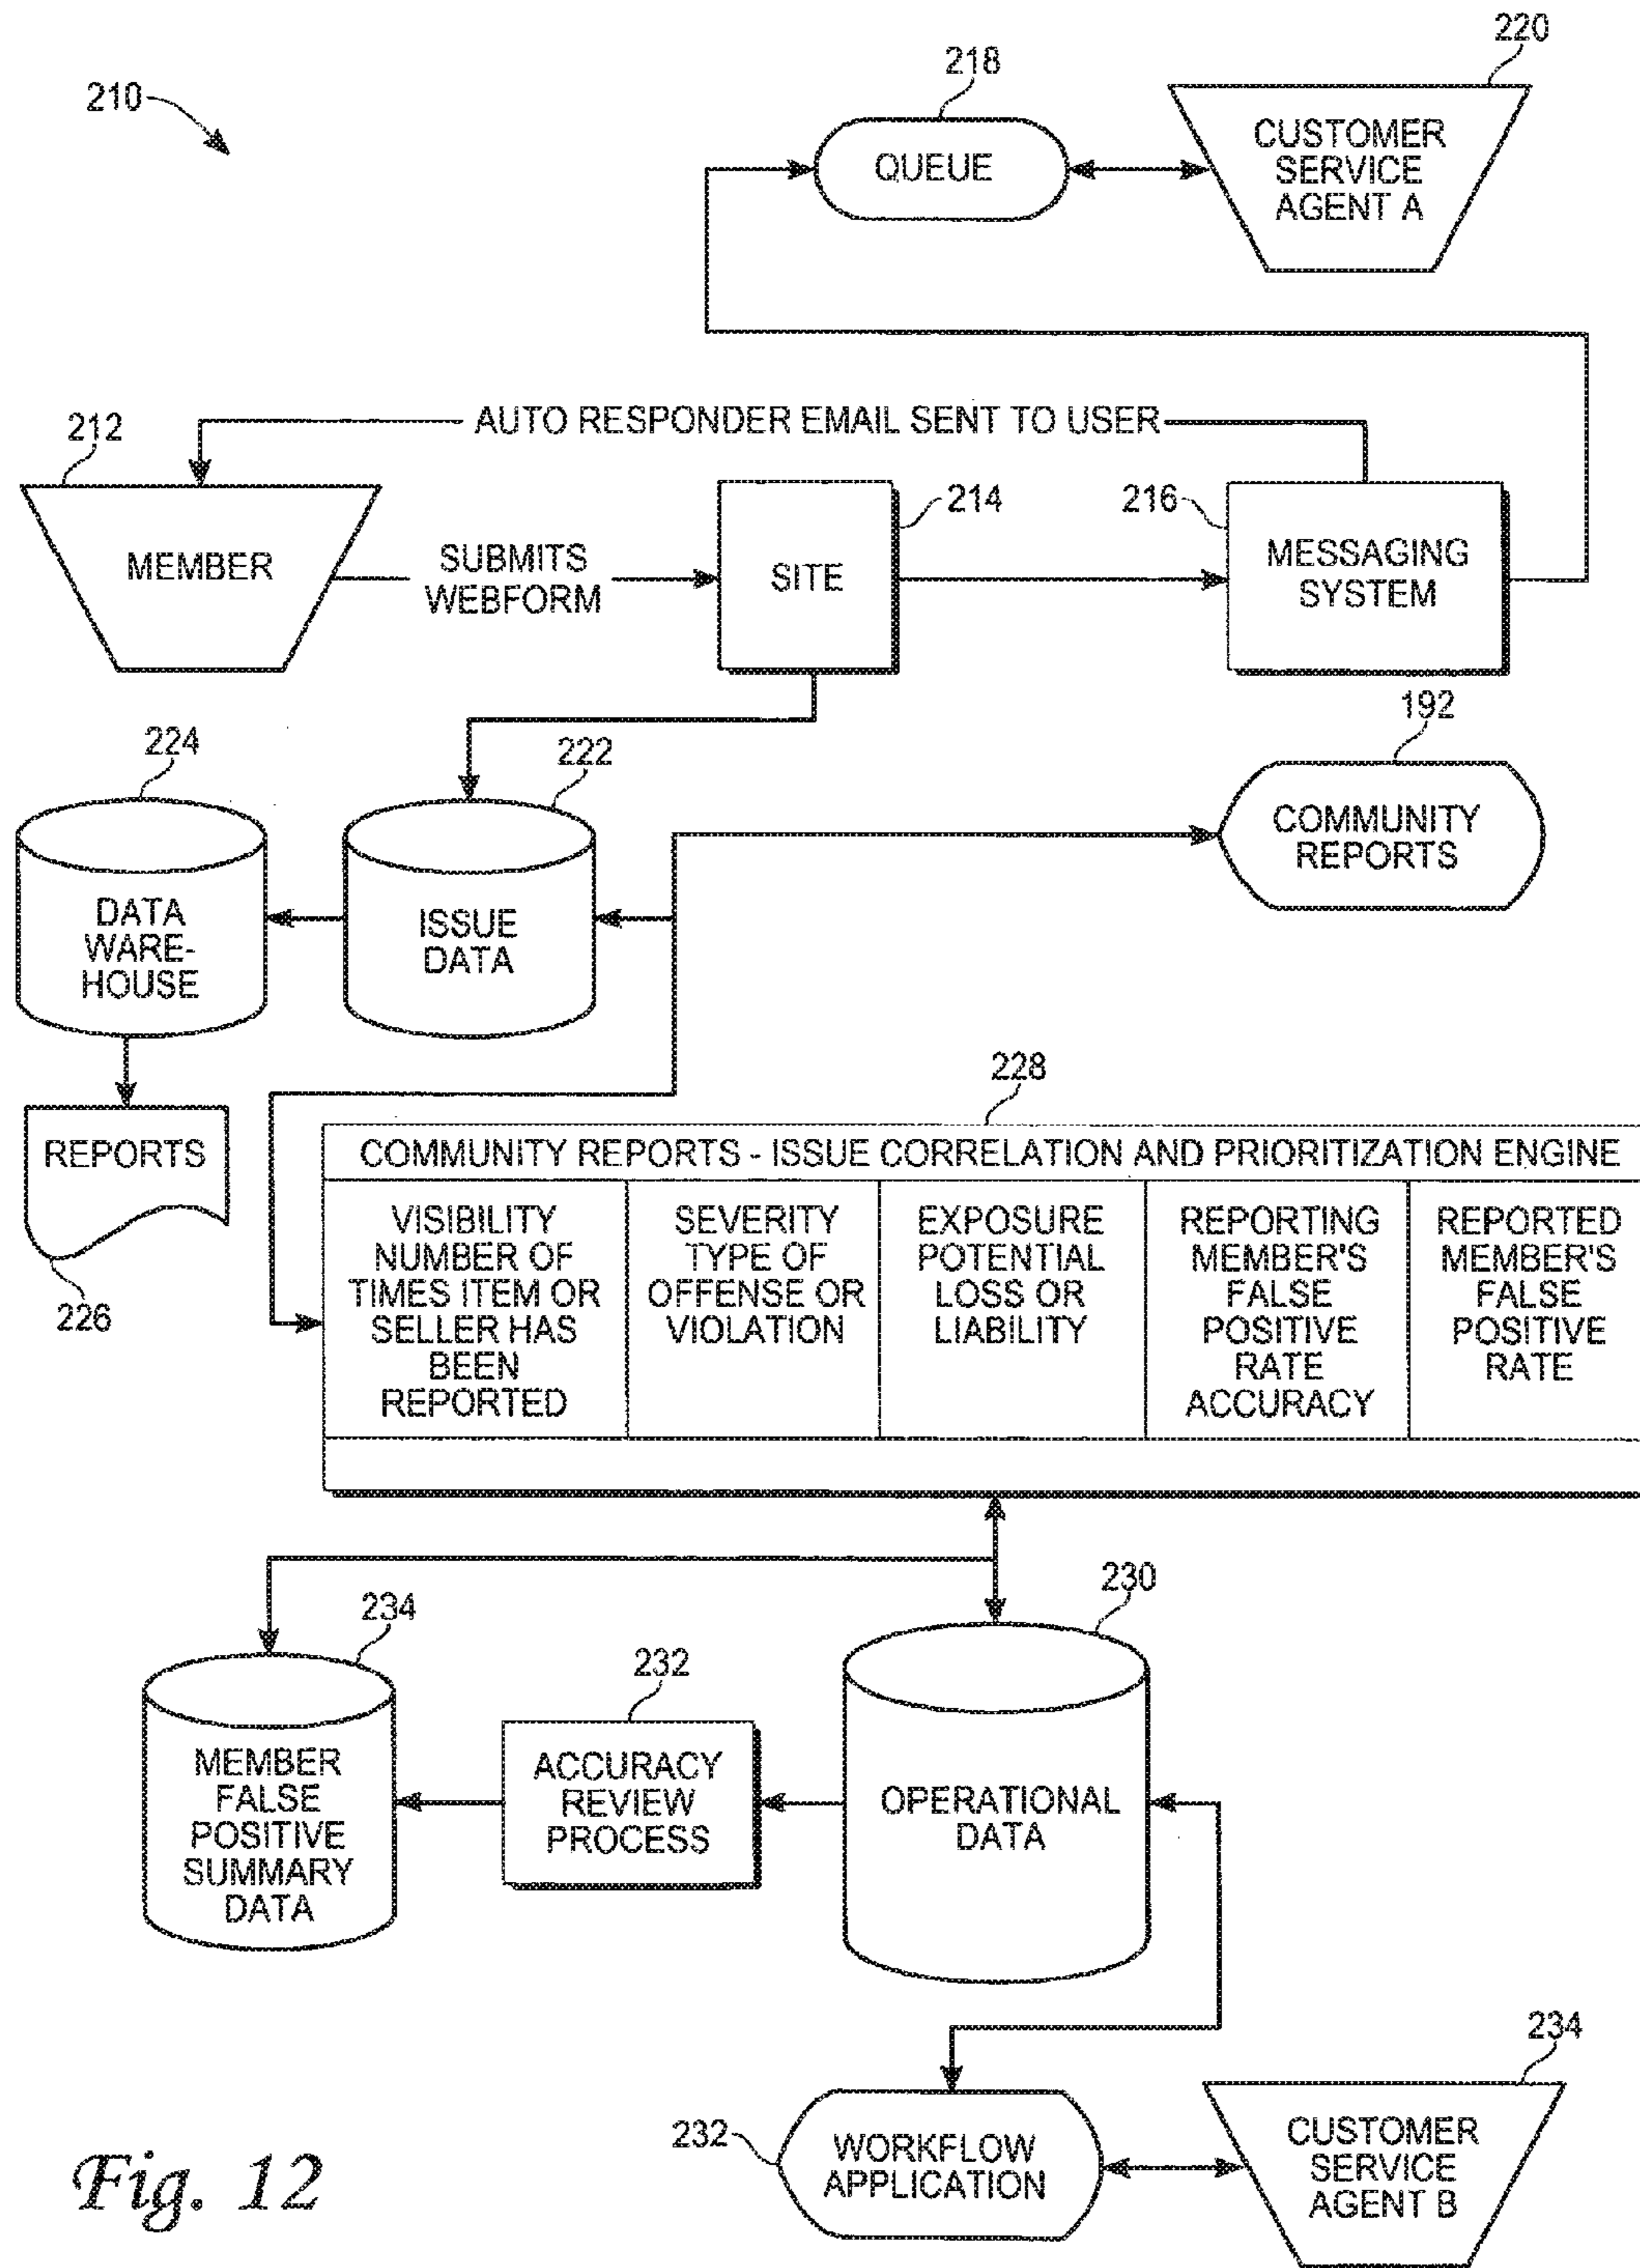 210
218
220
QUEUE
CUSTOMER
SERVICE
AGENT A
AUTO RESPONDER EMAIL SENT TO USER
212
MEMBER
SUBMITS
WEBFORM
214
SITE
216
MESSAGING
SYSTEM
192
COMMUNITY
REPORTS
224
DATA
WARE-
HOUSE
222
ISSUE
DATA
REPORTS
226
228
COMMUNITY REPORTS - ISSUE CORRELATION AND PRIORITIZATION ENGINE
VISIBILITY
NUMBER OF
TIMES ITEM OR
SELLER HAS
BEEN
REPORTED
SEVERITY
TYPE OF
OFFENSE OR
VIOLATION
EXPOSURE
POTENTIAL
LOSS OR
LIABILITY
REPORTING
MEMBER'S
FALSE
POSITIVE
RATE
ACCURACY
REPORTED
MEMBER'S
FALSE
POSITIVE
RATE
234
MEMBER
FALSE
POSITIVE
SUMMARY
DATA
232
ACCURACY
REVIEW
PROCESS
230
OPERATIONAL
DATA
232
WORKFLOW
APPLICATION
234
CUSTOMER
SERVICE
AGENT B
Fig. 12